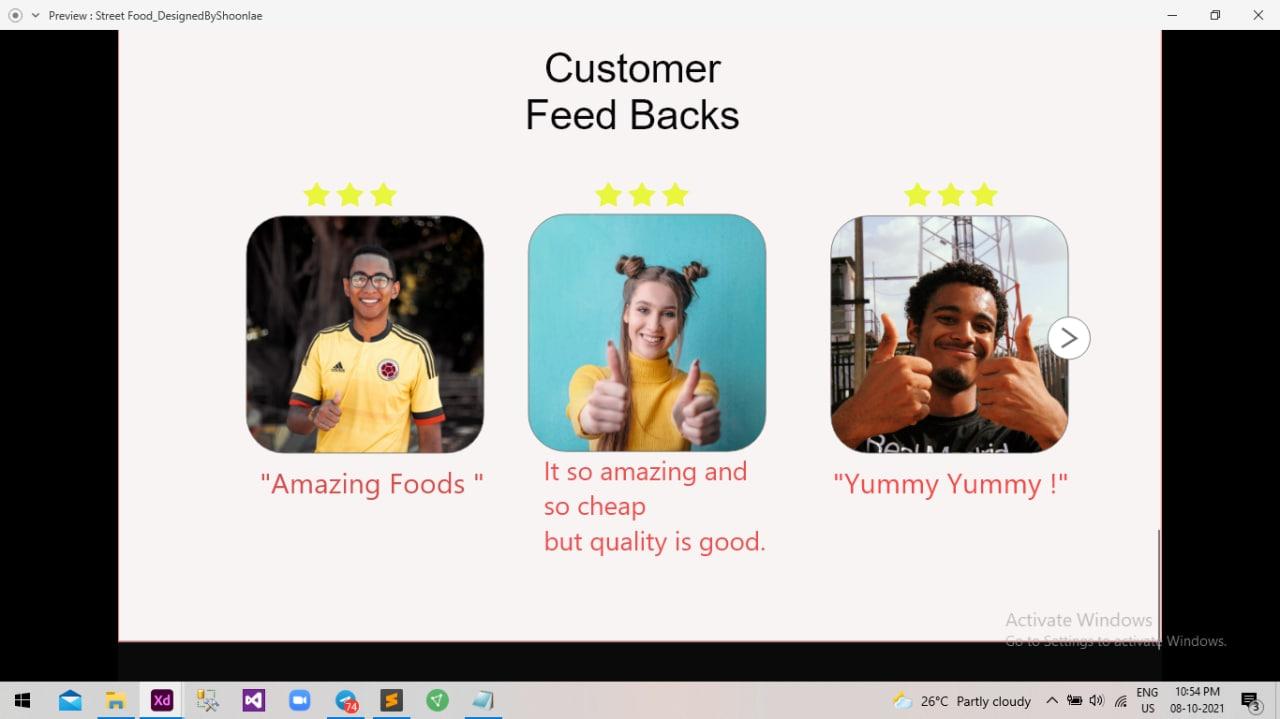 Preview : Street Food_DesignedByShoonlae
Customer
Feed Backs
"Amazing Foods "
It so amazing and
so cheap
but quality is good.
Real Madrid
"Yummy Yummy !"
Activate Windows
Go to Settings to activate Windows.
Xd
74
26°C Partly cloudy
ENG
US
10:54 PM
08-10-2021
3